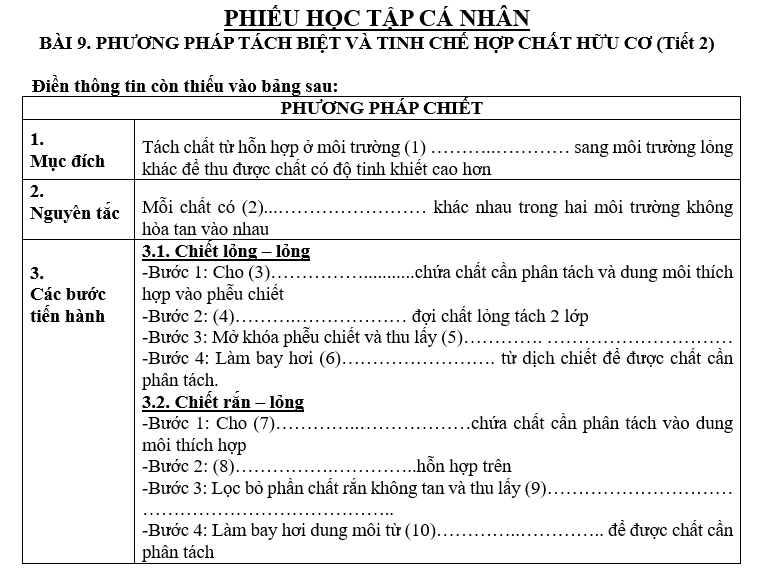 PHIẾU HỌC TẬP CÁ NHÂN
BÀI 9. PHƯƠNG PHÁP TÁCH BIỆT VÀ TINH CHẾ HỢP CHẤT HỮU CƠ (Tiết 2)
Điền thông tin còn thiếu vào bảng sau:
PHƯƠNG PHÁP CHIẾT
1.
Mục đích
Tách chất từ hỗn hợp ở môi trường (1) ………..………… sang môi trường lỏng
khác để thu được chất có độ tinh khiết cao hơn
2.
Nguyên tắc
Mỗi chất có (2)...…………………… khác nhau trong hai môi trường không
hòa tan vào nhau
3.
Các bước
tiến hành
3.1. Chiết lỏng – lỏng
-Bước 1: Cho (3)……………...........chứa chất cần phân tách và dung môi thích
hợp vào phễu chiết
-Bước 2: (4)……….……………… đợi chất lỏng tách 2 lớp
-Bước 3: Mở khóa phễu chiết và thu lấy (5)…………. …………………………
-Bước 4: Làm bay hơi (6)……………………. từ dịch chiết để được chất cần
phân tách.
3.2. Chiết rắn – lỏng
-Bước 1: Cho (7)…………..………………chứa chất cần phân tách vào dung
môi thích hợp
-Bước 2: (8)…………….…………..hỗn hợp trên
-Bước 3: Lọc bỏ phần chất rắn không tan và thu lấy (9)…………………………
…………………………………..
-Bước 4: Làm bay hơi dung môi từ (10)………….………….. để được chất cần
phân tách